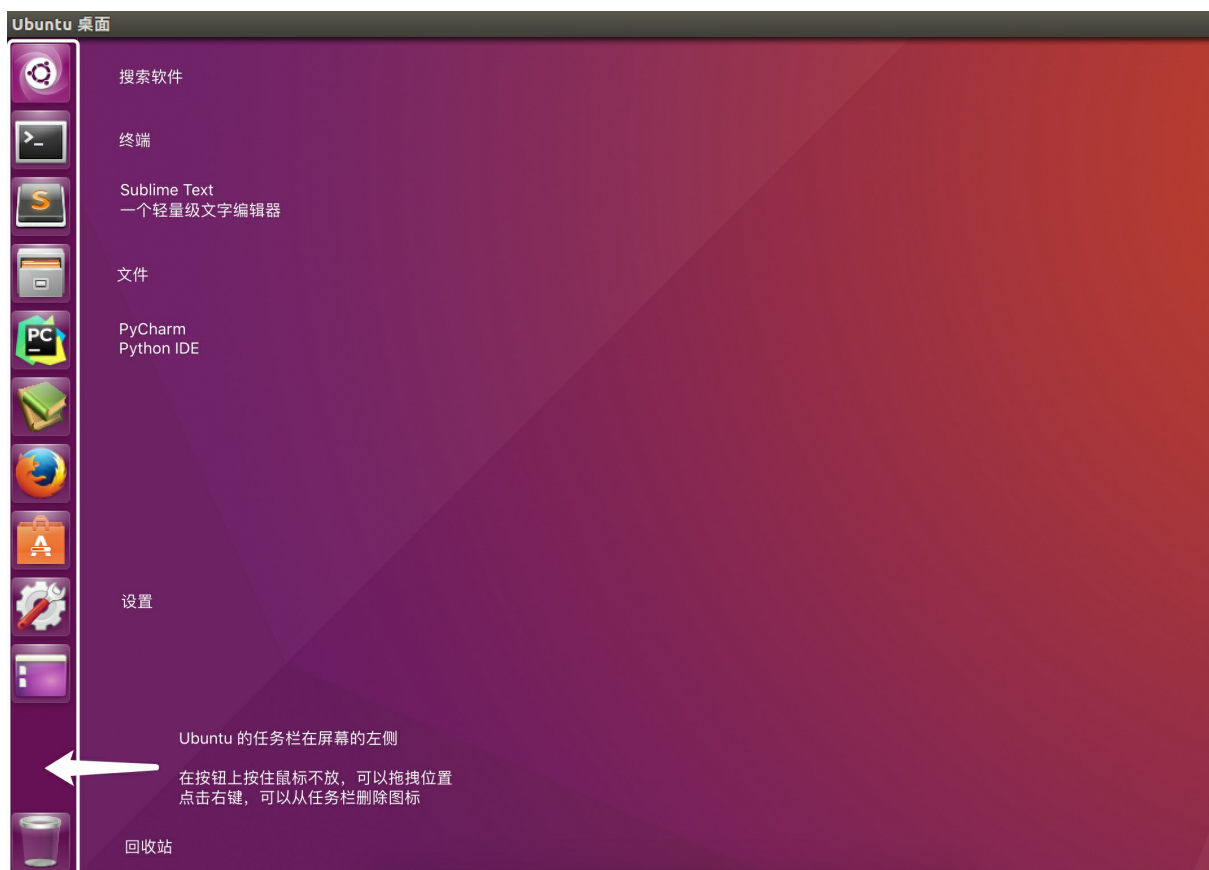 Ubuntu 桌面
搜索软件
终端
Sublime Text
一个轻量级文字编辑器
文件
PyCharm
Python IDE
设置
Ubuntu 的任务栏在屏幕的左侧
在按钮上按住鼠标不放，可以拖拽位置
点击右键，可以从任务栏删除图标
回收站